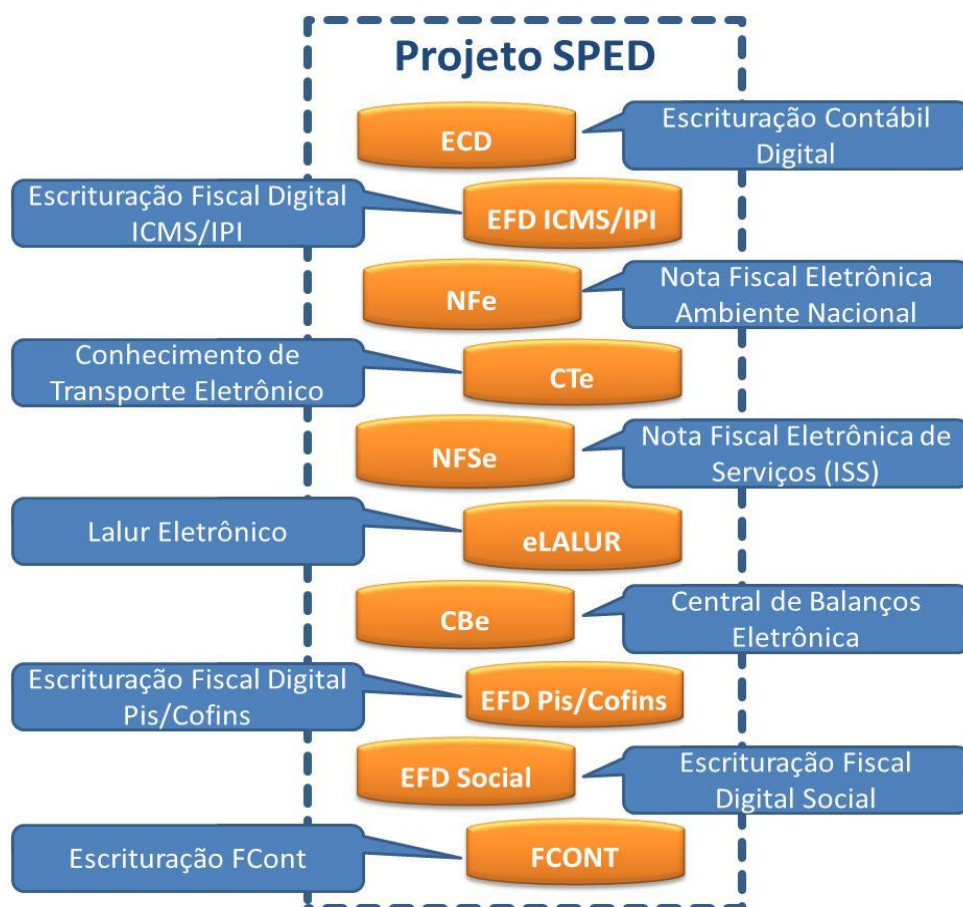 Projeto SPED
ECD
Escrituração Contábil
Digital
Escrituração Fiscal Digital
ICMS/IPI
EFD ICMS/IPI
NFe
Nota Fiscal Eletrônica
Ambiente Nacional
Conhecimento de
Transporte Eletrônico
CTe
NFSe
Nota Fiscal Eletrônica de
Serviços (ISS)
Lalur Eletrônico
eLALUR
CBe
Central de Balanços
Eletrônica
Escrituração Fiscal Digital
Pis/Cofins
EFD Pis/Cofins
EFD Social
Escrituração Fiscal
Digital Social
Escrituração FCont
FCONT